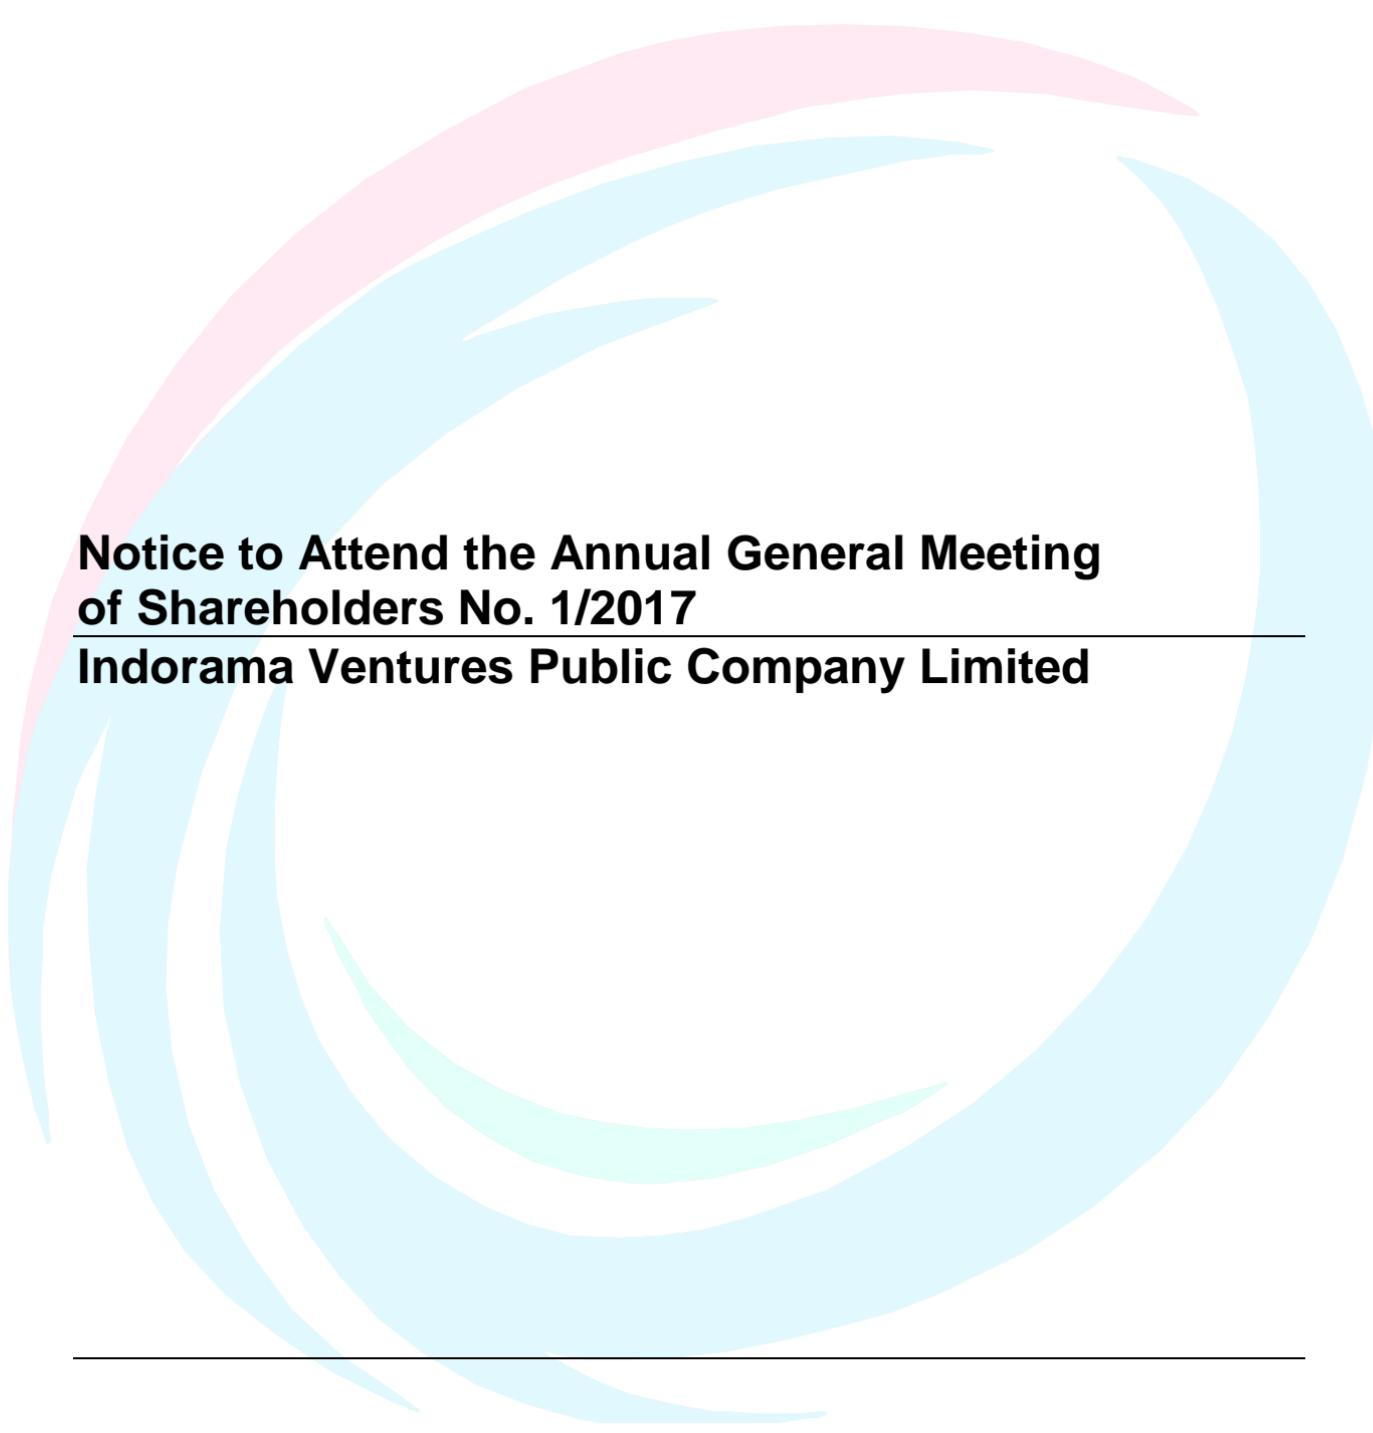 Notice to Attend the Annual General Meeting
of Shareholders No. 1/2017
Indorama Ventures Public Company Limited